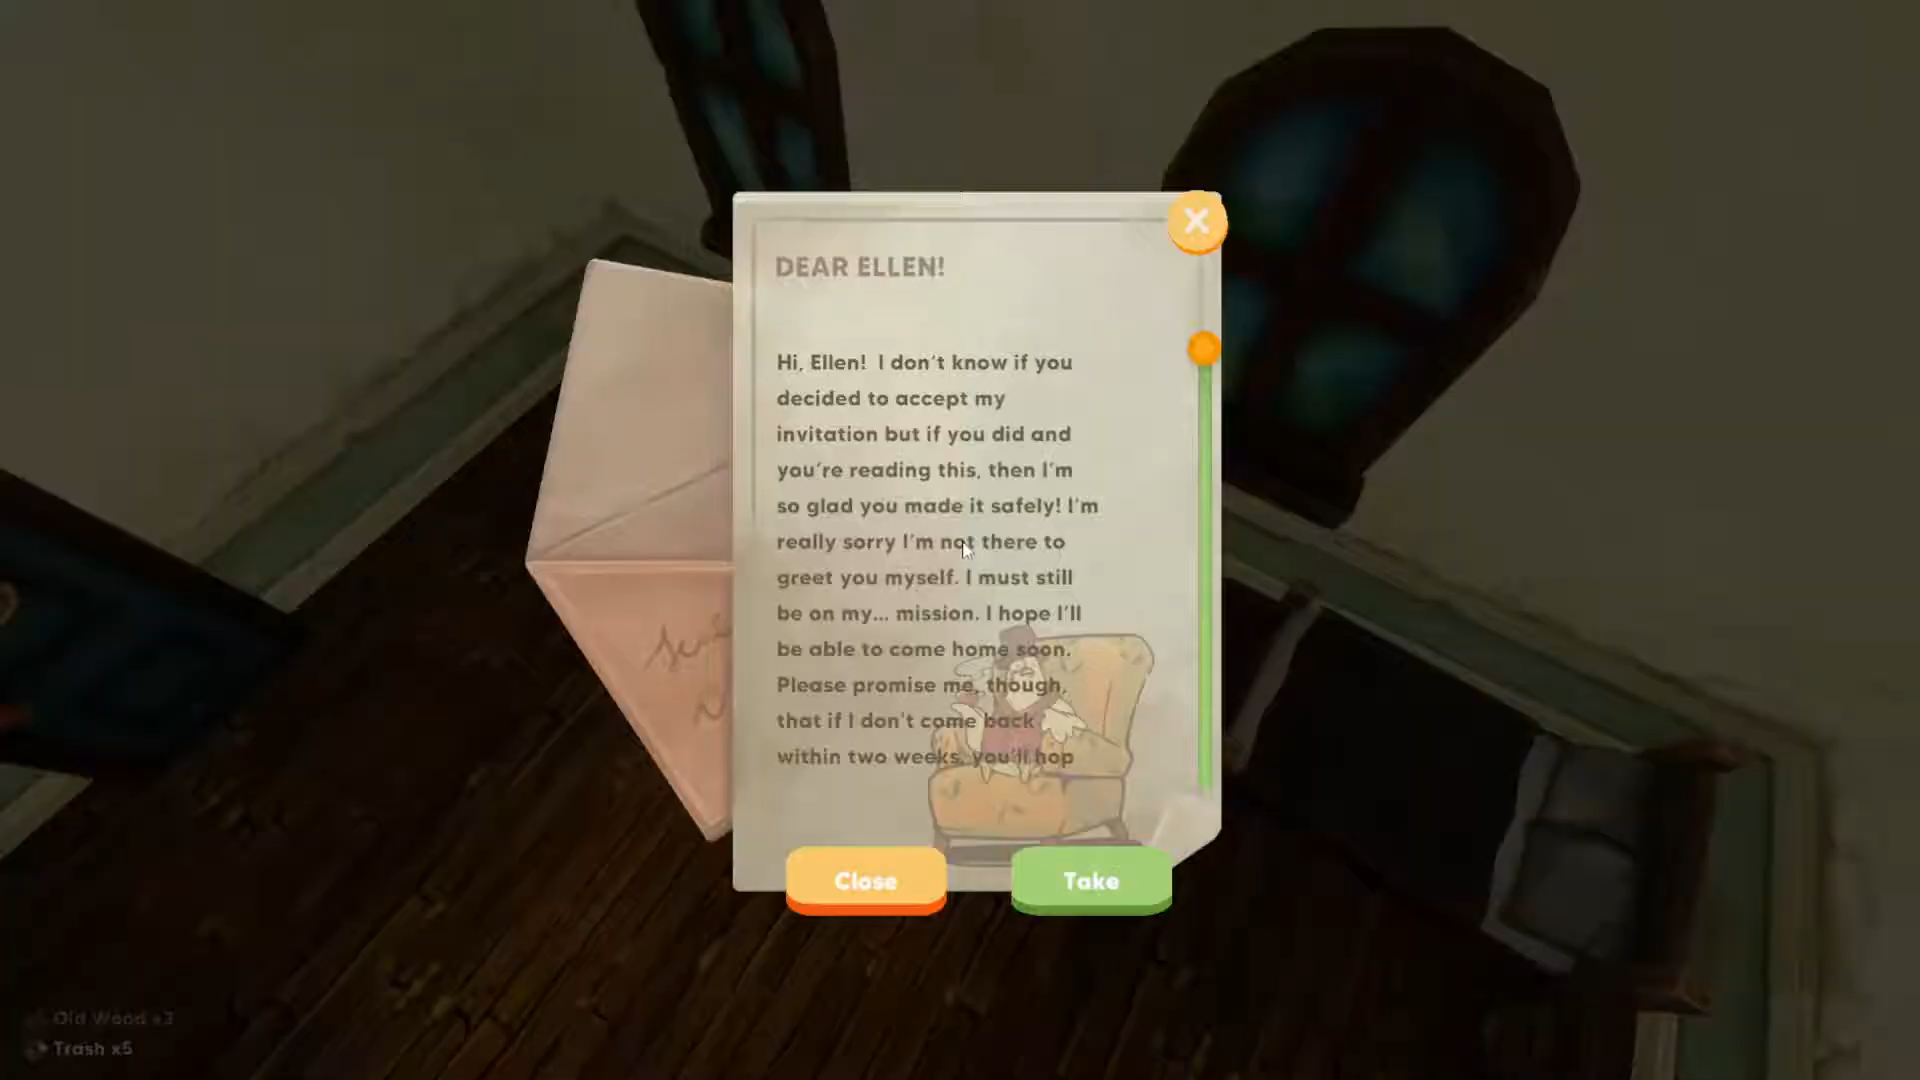 DEAR ELLEN!
Hi, Ellen! I don't know if you
decided to accept my
invitation but if you did and
you're reading this, then I'm
so glad you made it safely! I'm
really sorry I'm not there to
greet you myself. I must still
be on my... mission. I hope I'll
be able to come home soon.
Please promise me, though,
that if I don't come back
within two weeks, you'll hop
Close
Take
Old Wood x3
Trash x5